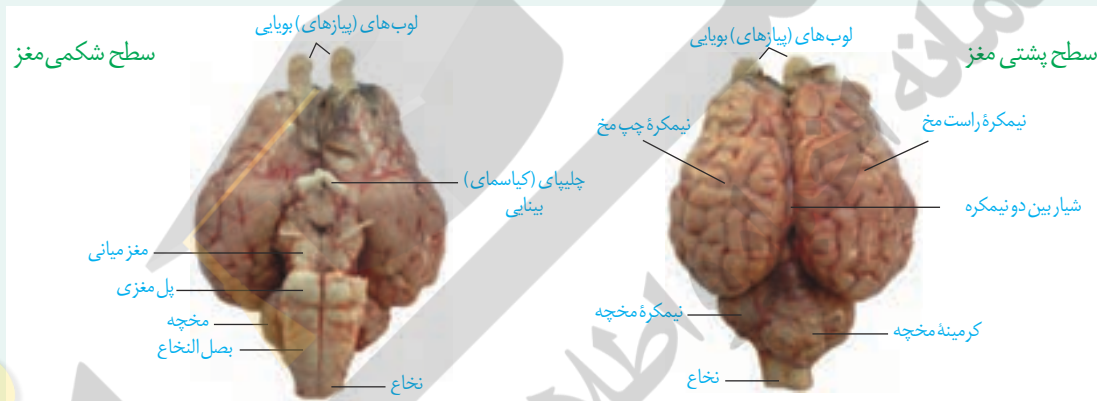 سطح پشتی مغز
لوب‌های (پیازهای) بویایی
نیمکرهٔ راست مخ
نیمکرهٔ چپ مخ
شیار بین دو نیمکره
نیمکرهٔ مخچه
کرمینهٔ مخچه
نخاع
سطح شکمی مغز
لوب‌های (پیازهای) بویایی
چلیپای (کیاسمای)
بینایی
مغز میانی
پل مغزی
مخچه
بصل النخاع
نخاع